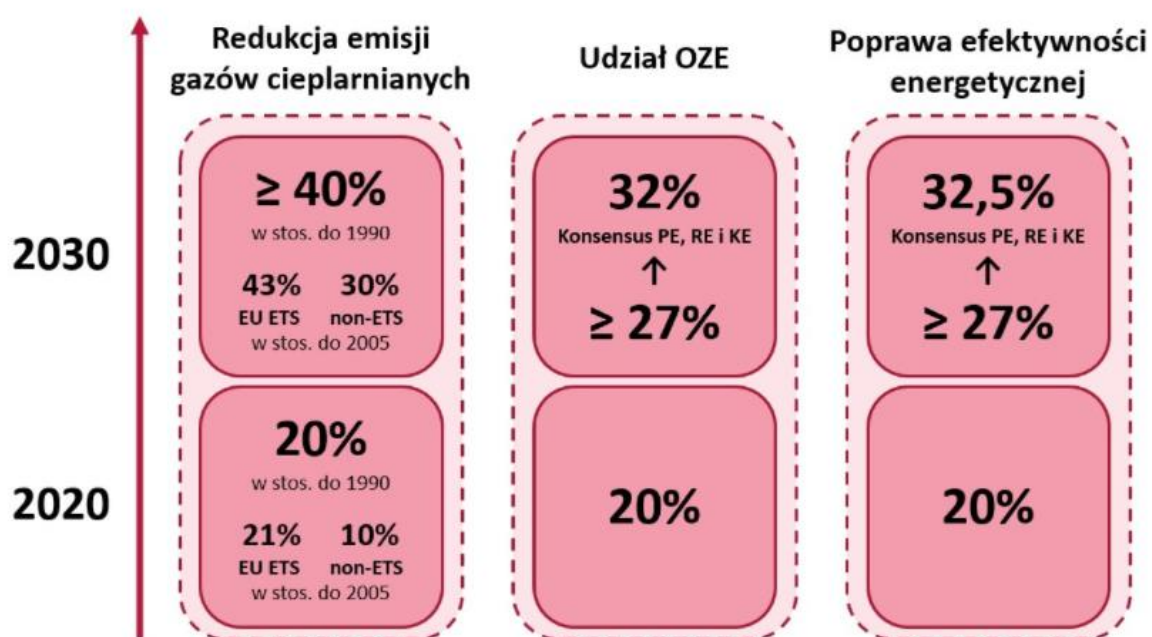 Redukcja emisji
gazów cieplarnianych
Udział OZE
Poprawa efektywności
energetycznej
2030
≥ 40%
w stos. do 1990
43% 30%
EU ETS non-ETS
w stos. do 2005
32%
Konsensus PE, RE i KE
↑
≥ 27%
32,5%
Konsensus PE, RE i KE
↑
≥ 27%
2020
20%
w stos. do 1990
21% 10%
EU ETS non-ETS
w stos. do 2005
20%
20%